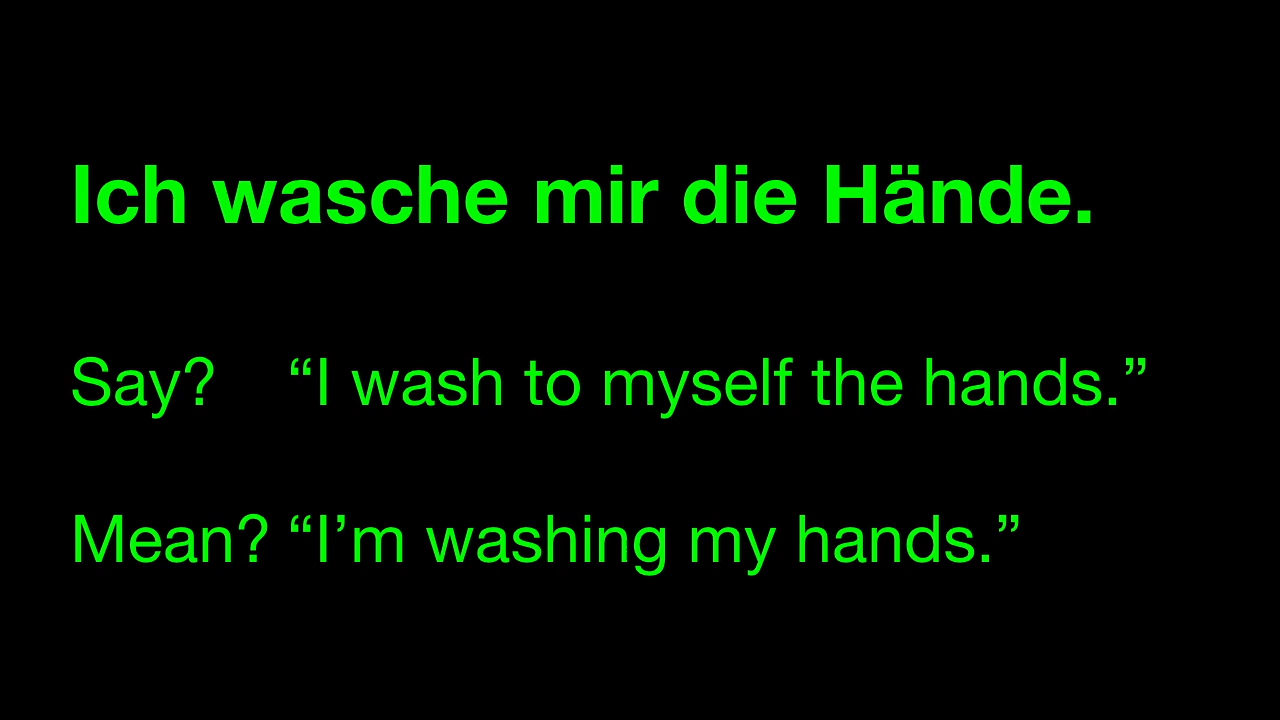 Ich wasche mir die Hände.
Say? “I wash to myself the hands.”
Mean? “I’m washing my hands.”